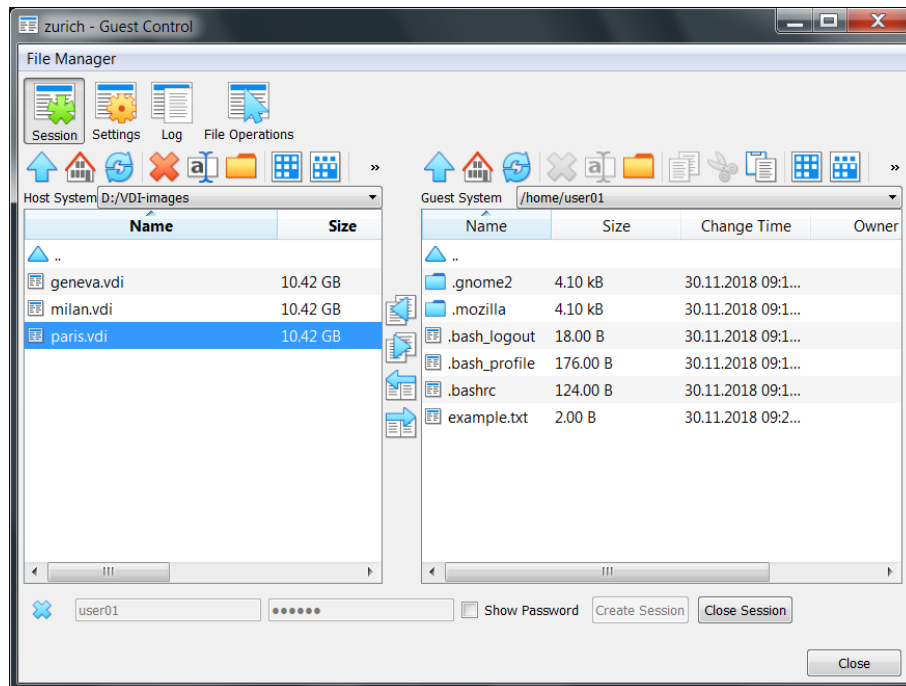 zurich - Guest Control
File Manager
Session Settings Log File Operations
» »
Host System D:/VDI-images Guest System /home/user01
Name Size Name Size Change Time Owner
.. ..
geneva.vdi 10.42 GB .gnome2 4.10 kB 30.11.2018 09:1...
milan.vdi 10.42 GB .mozilla 4.10 kB 30.11.2018 09:1...
paris.vdi 10.42 GB .bash_logout 18.00 B 30.11.2018 09:1...
.bash_profile 176.00 B 30.11.2018 09:1...
.bashrc 124.00 B 30.11.2018 09:1...
example.txt 2.00 B 30.11.2018 09:2...
user01 ●●●●●● Show Password Create Session Close Session
Close